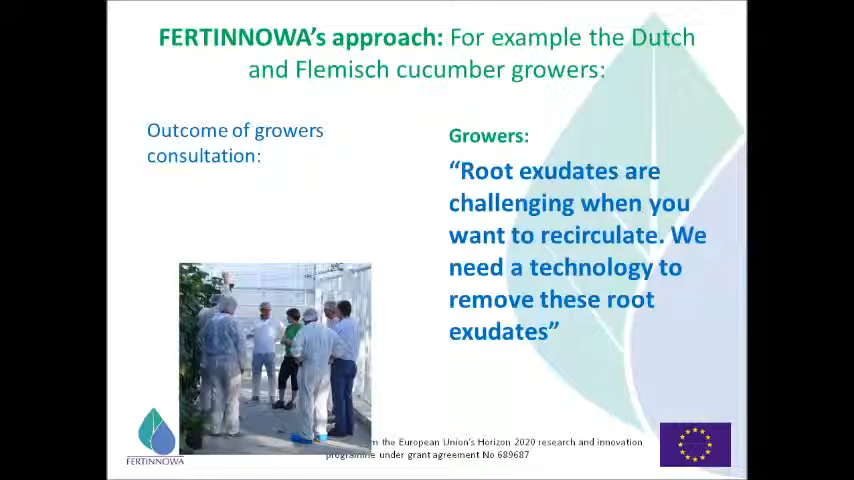 FERTINNOWA's approach: For example the Dutch
and Flemisch cucumber growers:
Outcome of growers
consultation:
Growers:
“Root exudates are
challenging when you
want to recirculate. We
need a technology to
remove these root
exudates”
the European Union's Horizon 2020 research and innovation
programme under grant agreement No 689687
FERTINNOWA